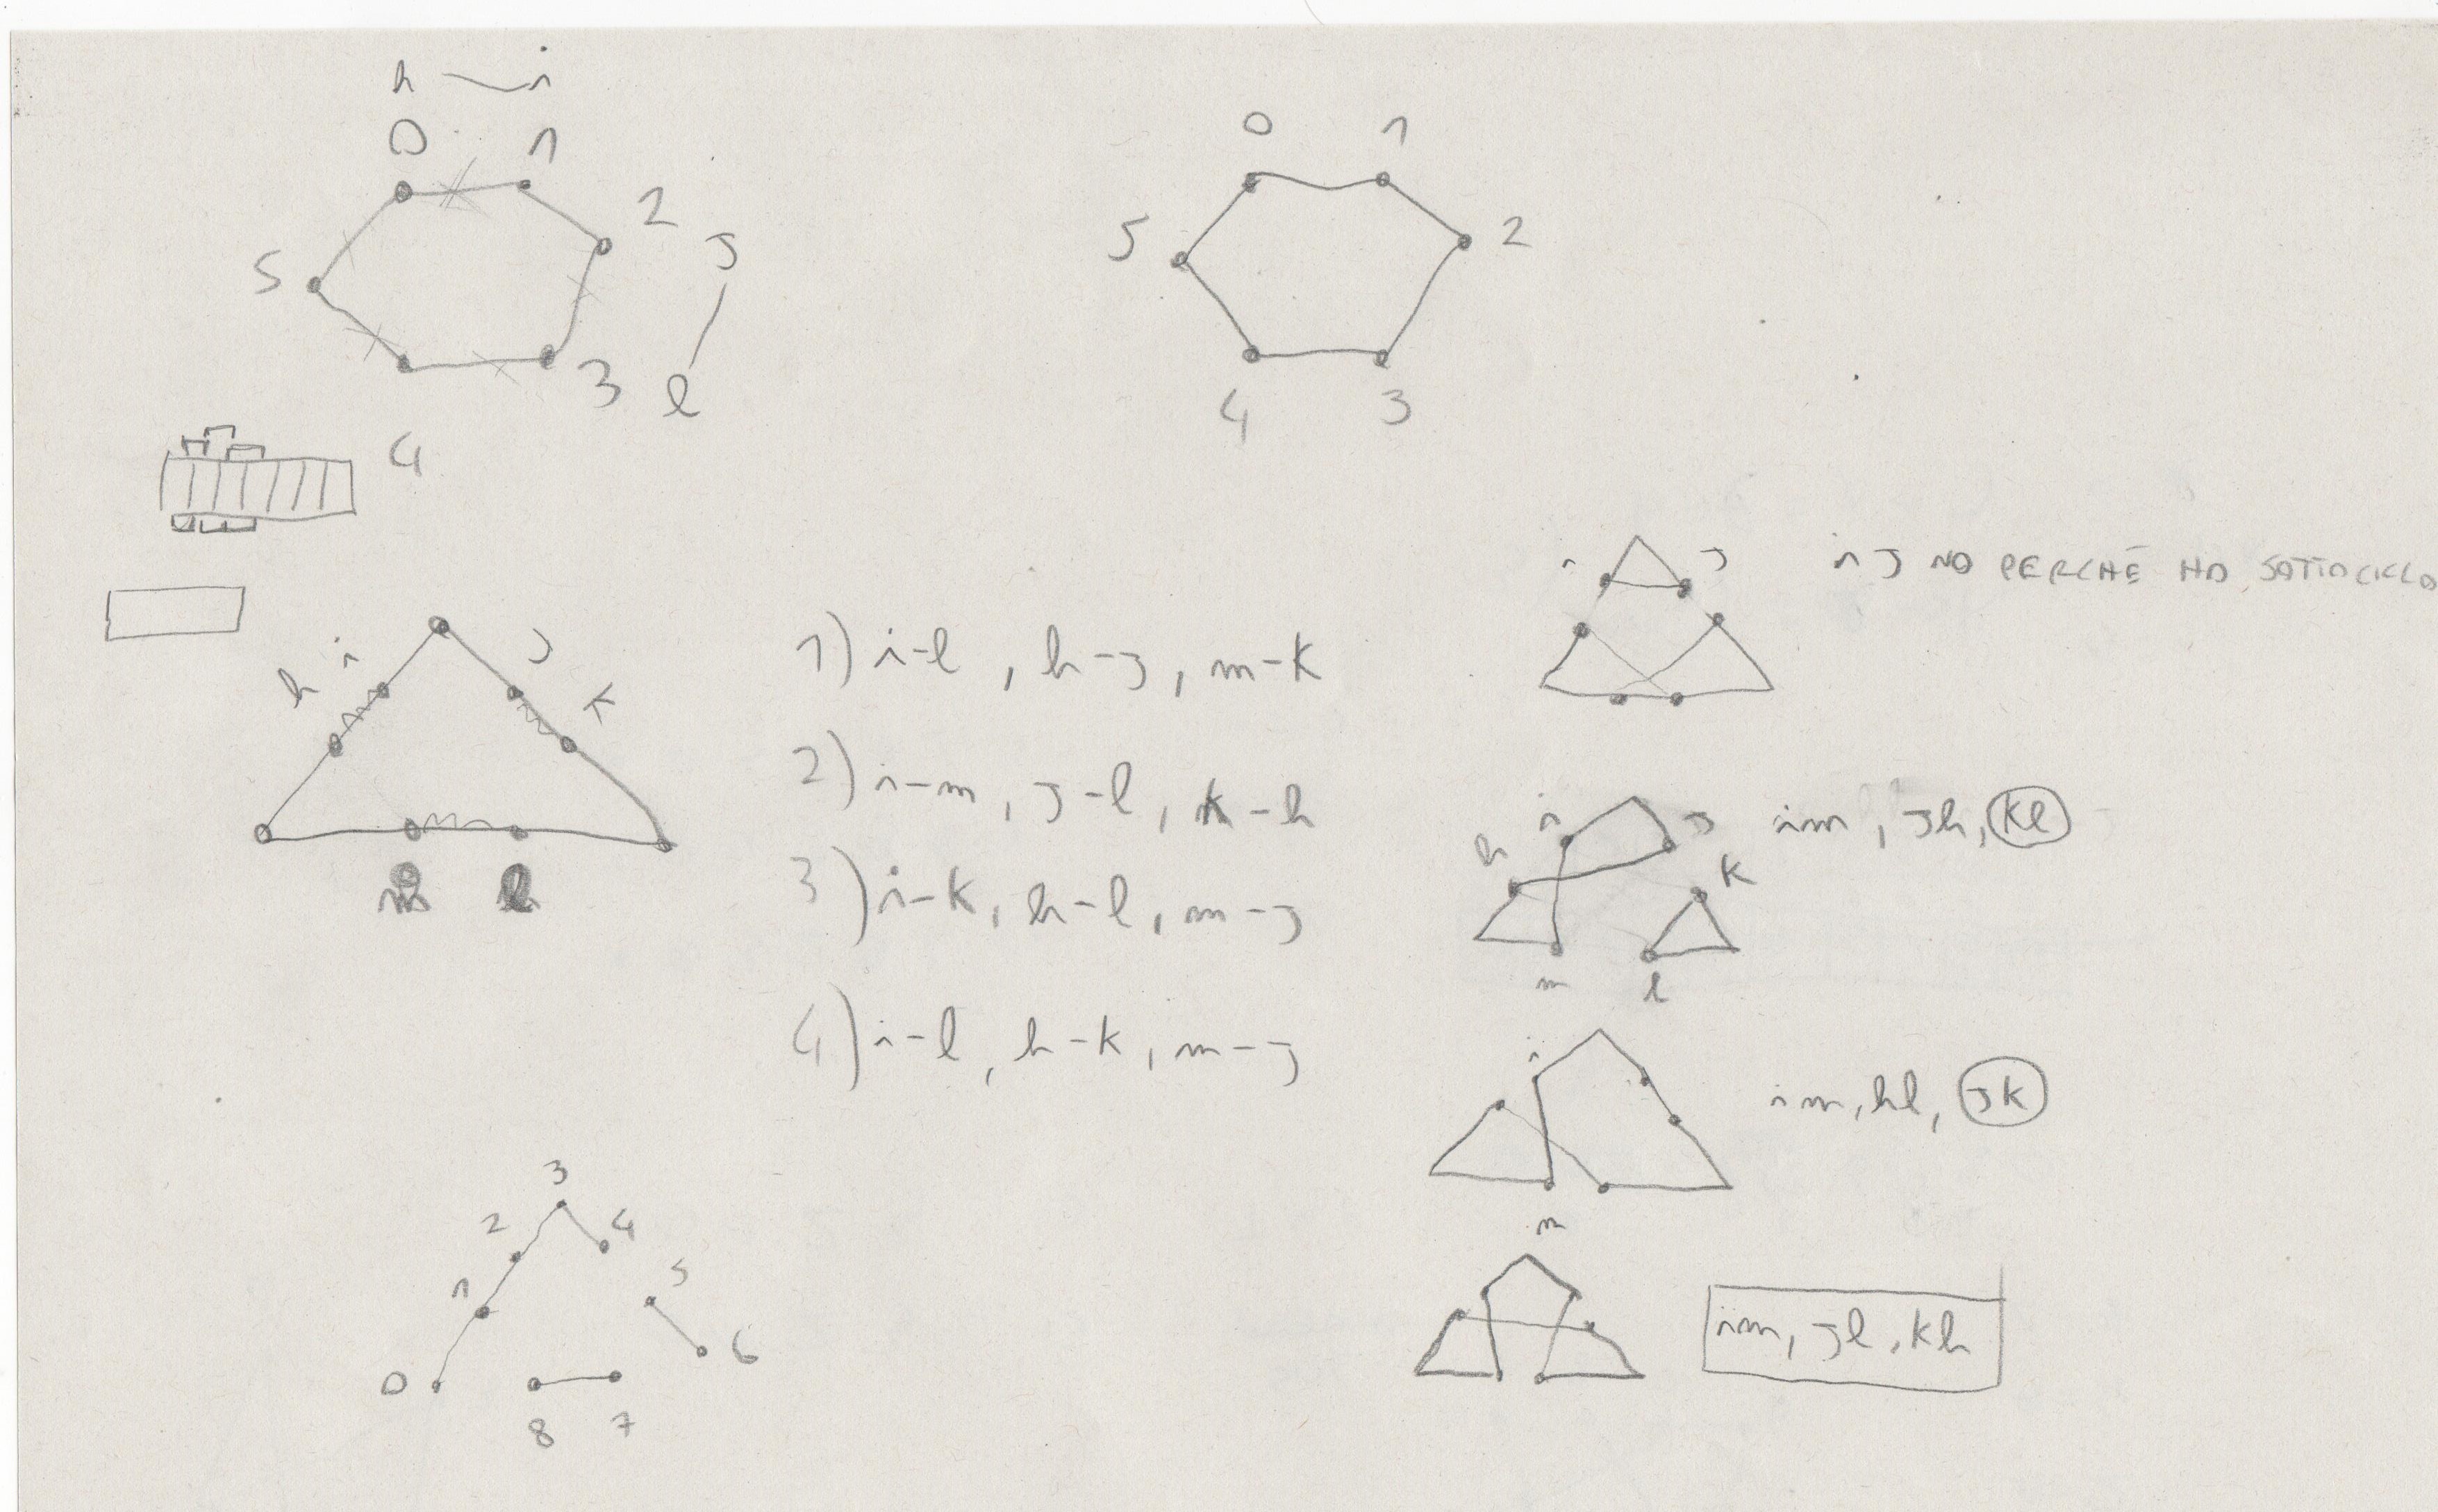 h i
0 1
2
5
J
3 l
4
0 1
5 2
4 3
i J
i J NO PERCHÉ HO SOTTOCICLO
h i J K
m l
1) i-l, h-J, m-K
2) i-m, J-l, K-h
3) i-K, h-l, m-J
4) i-l, h-K, m-J
i J
h K
m l
im, Jh, Kl
i
m
im, hl, JK
im, Jl, Kh
3
2 4
1 5
0 6
8 7